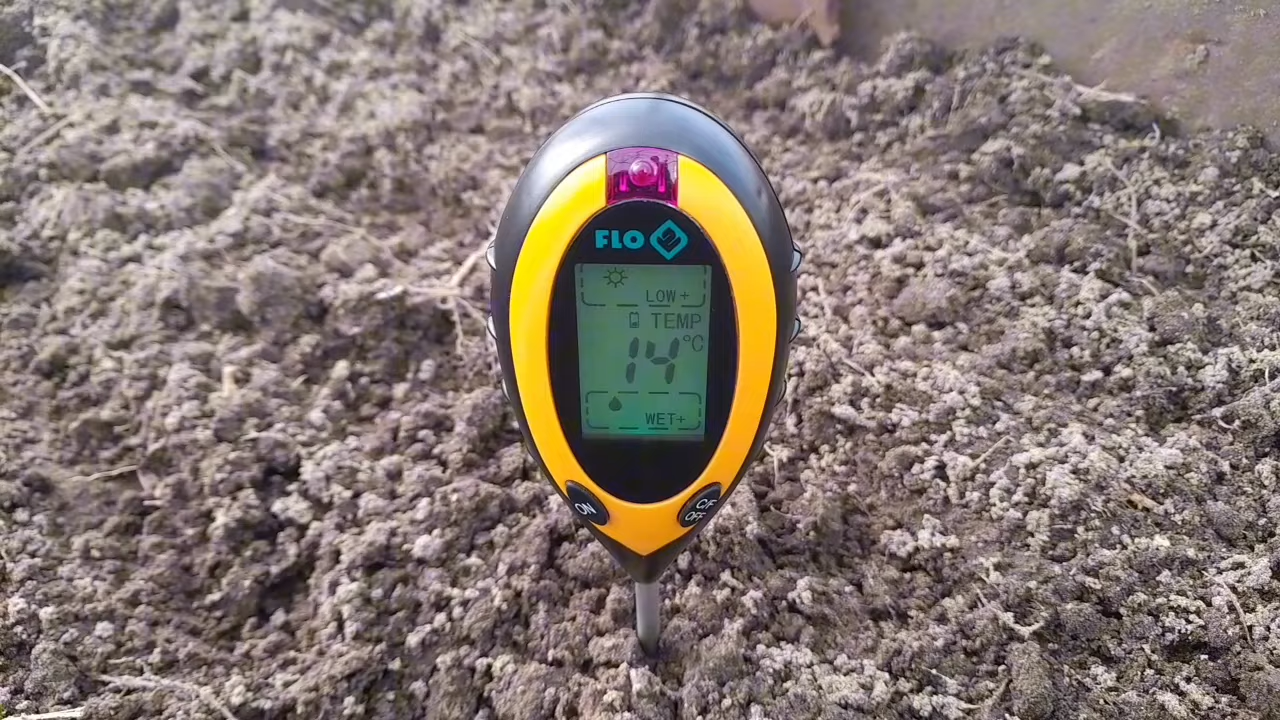 FLO
LOW+
TEMP
14°C
WET+
ON
C/F
OFF